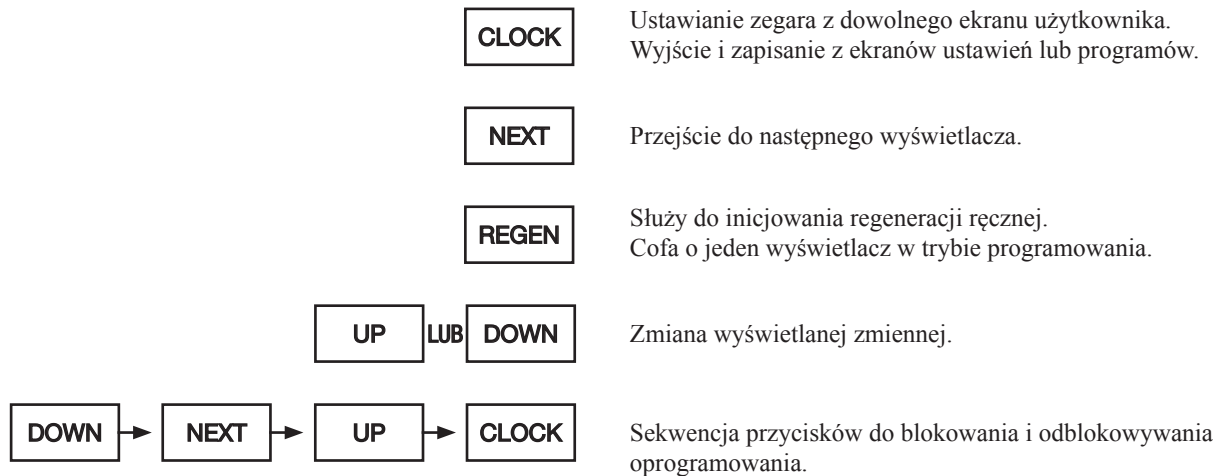 CLOCK
Ustawianie zegara z dowolnego ekranu użytkownika.
Wyjście i zapisanie z ekranów ustawień lub programów.
NEXT
Przejście do następnego wyświetlacza.
REGEN
Służy do inicjowania regeneracji ręcznej.
Cofa o jeden wyświetlacz w trybie programowania.
UP LUB DOWN
Zmiana wyświetlanej zmiennej.
DOWN NEXT UP CLOCK
Sekwencja przycisków do blokowania i odblokowywania
oprogramowania.